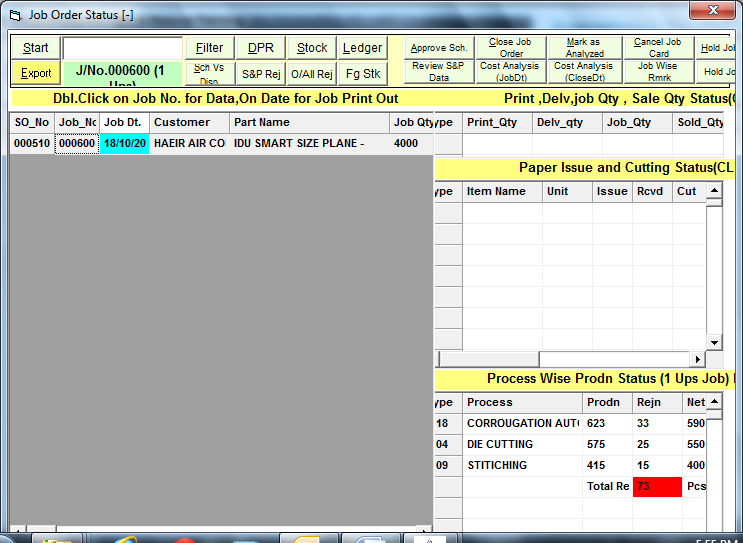 Job Order Status [-]
Start Filter DPR Stock Ledger Approve Sch. Close Job Order Mark as Analyzed Cancel Job Card Hold Jo
Export J/No.000600 (1 Ups) Sch Vs Disp S&P Rej O/All Rej Fg Stk Review S&P Data Cost Analysis (JobDt) Cost Analysis (CloseDt) Job Wise Rmrk Hold Jo
Dbl.Click on Job No. for Data,On Date for Job Print Out Print ,Delv,job Qty , Sale Qty Status(C
SO_No Job_No Job Dt. Customer Part Name Job Qty ype Print_Qty Delv_qty Job_Qty Sold_Qty
000510 000600 18/10/20 HAEIR AIR CO IDU SMART SIZE PLANE - 4000
Paper Issue and Cutting Status(CL
ype Item Name Unit Issue Rcvd Cut
Process Wise Prodn Status (1 Ups Job)
ype Process Prodn Rejn Net
18 CORROUGATION AUTO 623 33 590
04 DIE CUTTING 575 25 550
09 STITICHING 415 15 400
Total Re 73 Pcs
5:55 PM